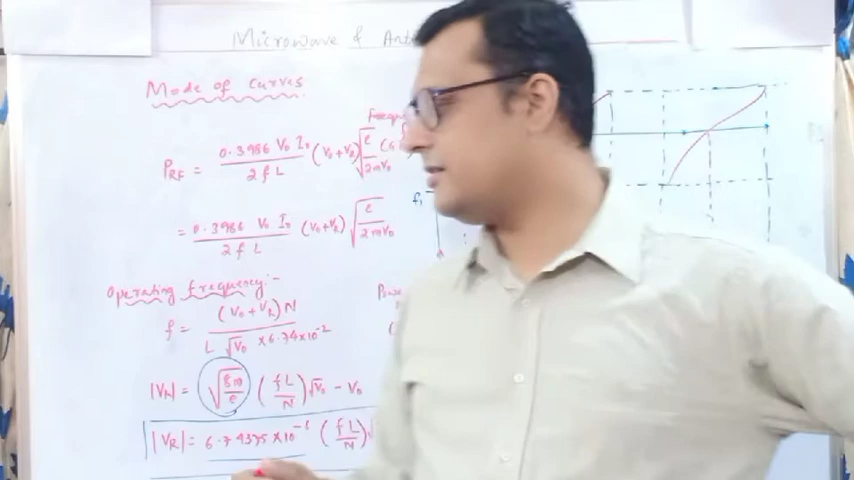 Microwave & Ant
Mode of Curves
P_RF = 0.3986 V₀ I₀ / 2fL (V₀+V_R) √(e / 2mV₀)
= 0.3986 V₀ I₀ / 2fL (V₀+V_R) √(e / 2mV₀)
Operating frequency:-
f = (V₀+V_R)N / L √V₀ × 6.74×10⁻²
|V_R| = √(8m/e) (fL/N) √V₀ - V₀
|V_R| = 6.74375×10⁻⁶ (fL/N) √
f₁